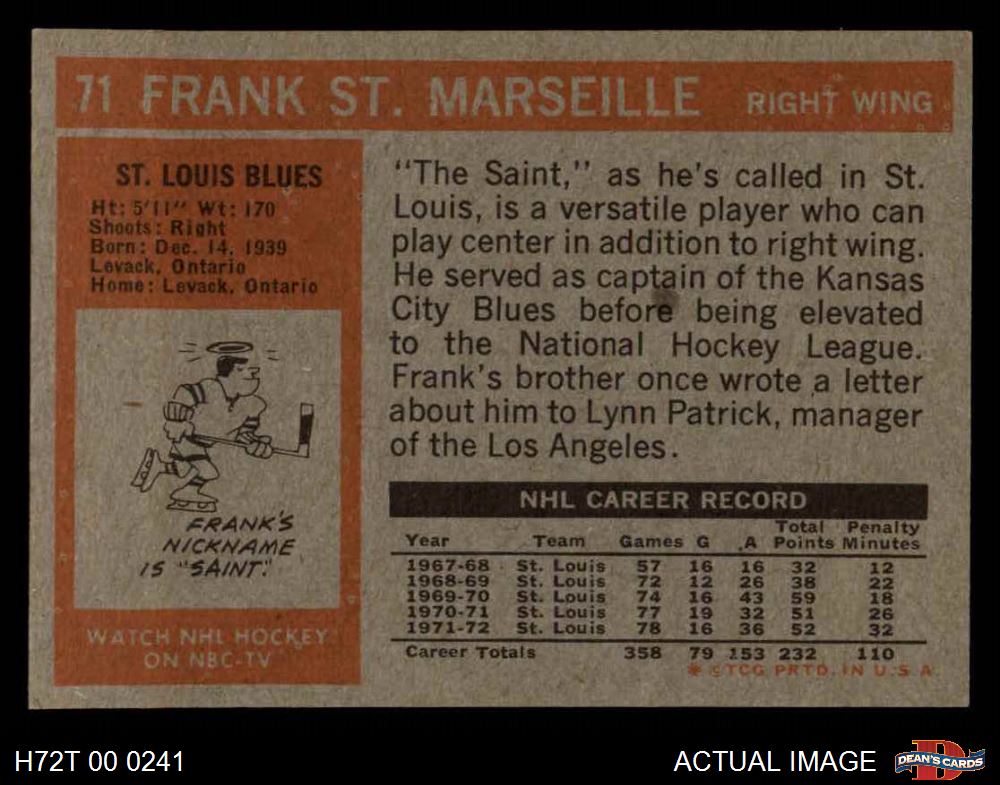 71 FRANK ST. MARSEILLE RIGHT WING
ST. LOUIS BLUES
Ht: 5'11" Wt: 170
Shoots: Right
Born: Dec. 14, 1939
Levack, Ontario
Home: Levack, Ontario
FRANK'S
NICKNAME
IS "SAINT."
WATCH NHL HOCKEY
ON NBC-TV
"The Saint," as he's called in St.
Louis, is a versatile player who can
play center in addition to right wing.
He served as captain of the Kansas
City Blues before being elevated
to the National Hockey League.
Frank's brother once wrote a letter
about him to Lynn Patrick, manager
of the Los Angeles.
NHL CAREER RECORD
Total Penalty
Year Team Games G A Points Minutes
1967-68 St. Louis 57 16 16 32 12
1968-69 St. Louis 72 12 26 38 22
1969-70 St. Louis 74 16 43 59 18
1970-71 St. Louis 77 19 32 51 26
1971-72 St. Louis 78 16 36 52 32
Career Totals 358 79 153 232 110
* © TCG PRTD. IN U.S.A.
H72T 00 0241
ACTUAL IMAGE
DEAN'S CARDS